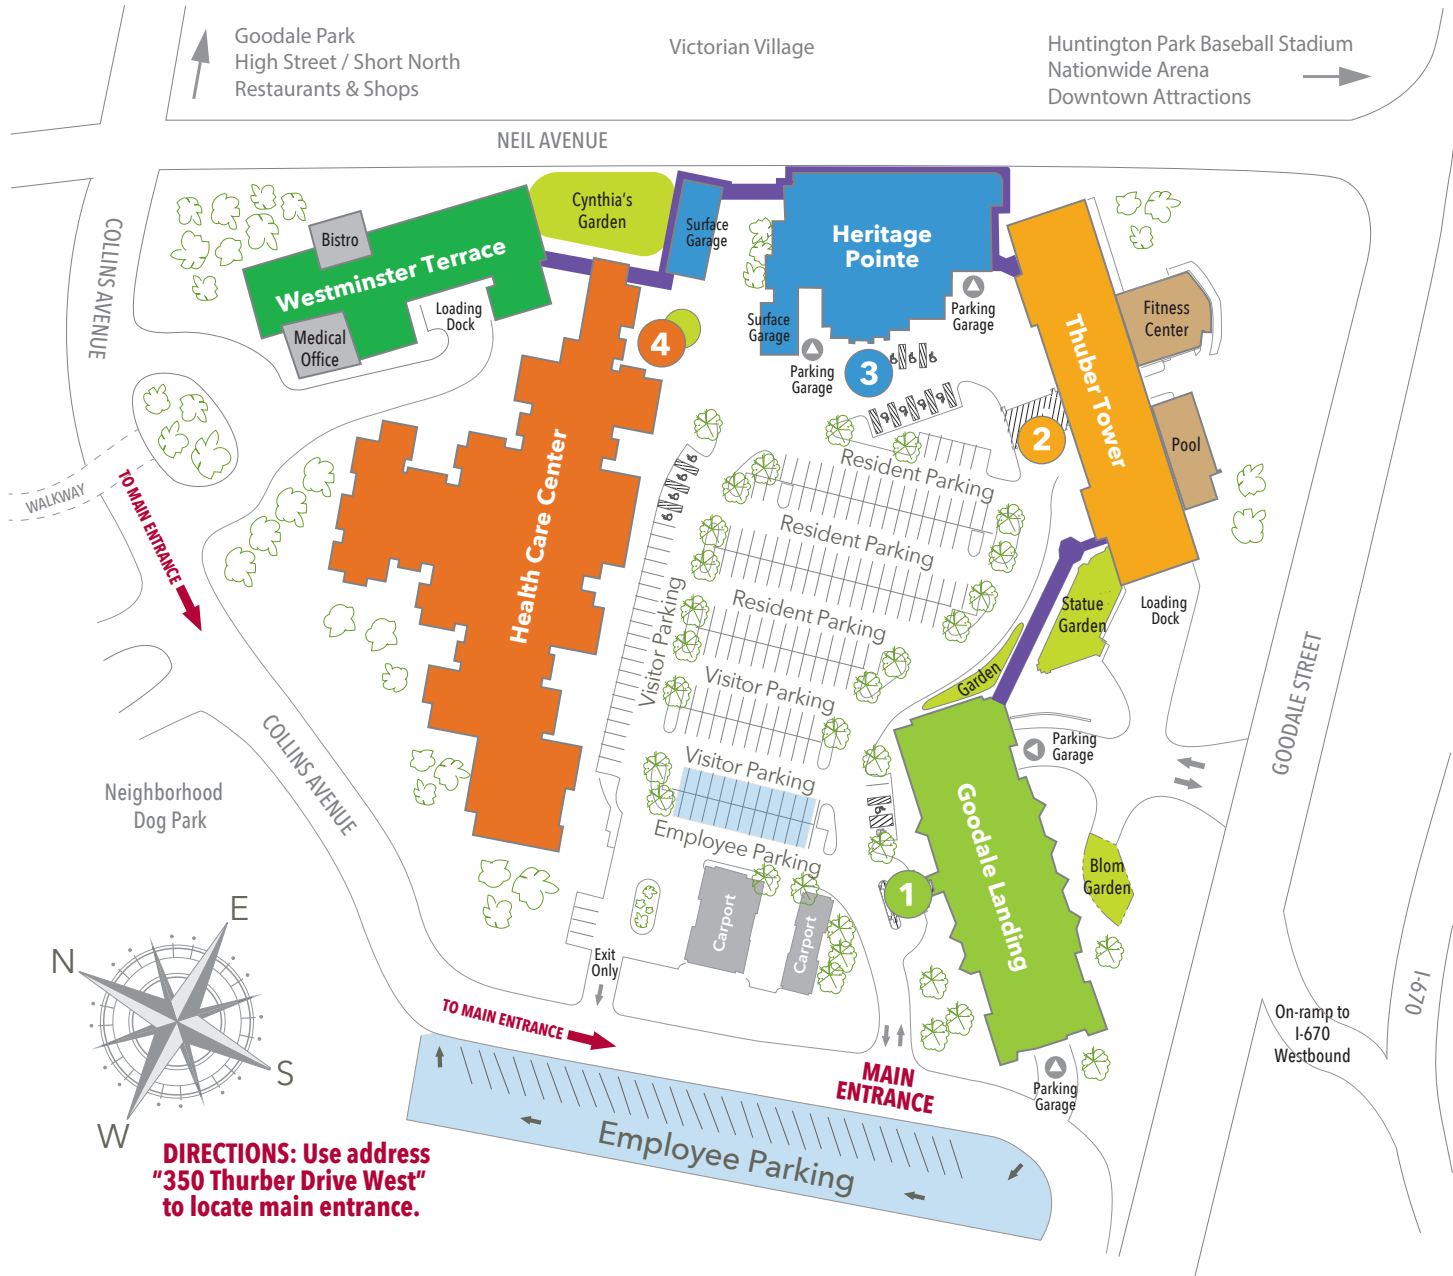 Goodale Park
High Street / Short North
Restaurants & Shops
Victorian Village
Huntington Park Baseball Stadium
Nationwide Arena
Downtown Attractions
NEIL AVENUE
COLLINS AVENUE
Bistro
Westminster Terrace
Medical
Office
Loading
Dock
Cynthia's
Garden
Surface
Garage
Heritage
Pointe
Surface
Garage
Parking
Garage
Parking
Garage
4
3
2
Thuber Tower
Fitness
Center
Pool
WALKWAY
TO MAIN ENTRANCE
Health Care Center
Resident Parking
Resident Parking
Resident Parking
Visitor Parking
Visitor Parking
Visitor Parking
Employee Parking
Statue
Garden
Loading
Dock
Garden
GOODALE STREET
Parking
Garage
Goodale Landing
Blom
Garden
1
Carport
Carport
COLLINS AVENUE
Neighborhood
Dog Park
Exit
Only
TO MAIN ENTRANCE
MAIN
ENTRANCE
Parking
Garage
On-ramp to
I-670
Westbound
I-670
Employee Parking
N
E
S
W
DIRECTIONS: Use address
"350 Thurber Drive West"
to locate main entrance.